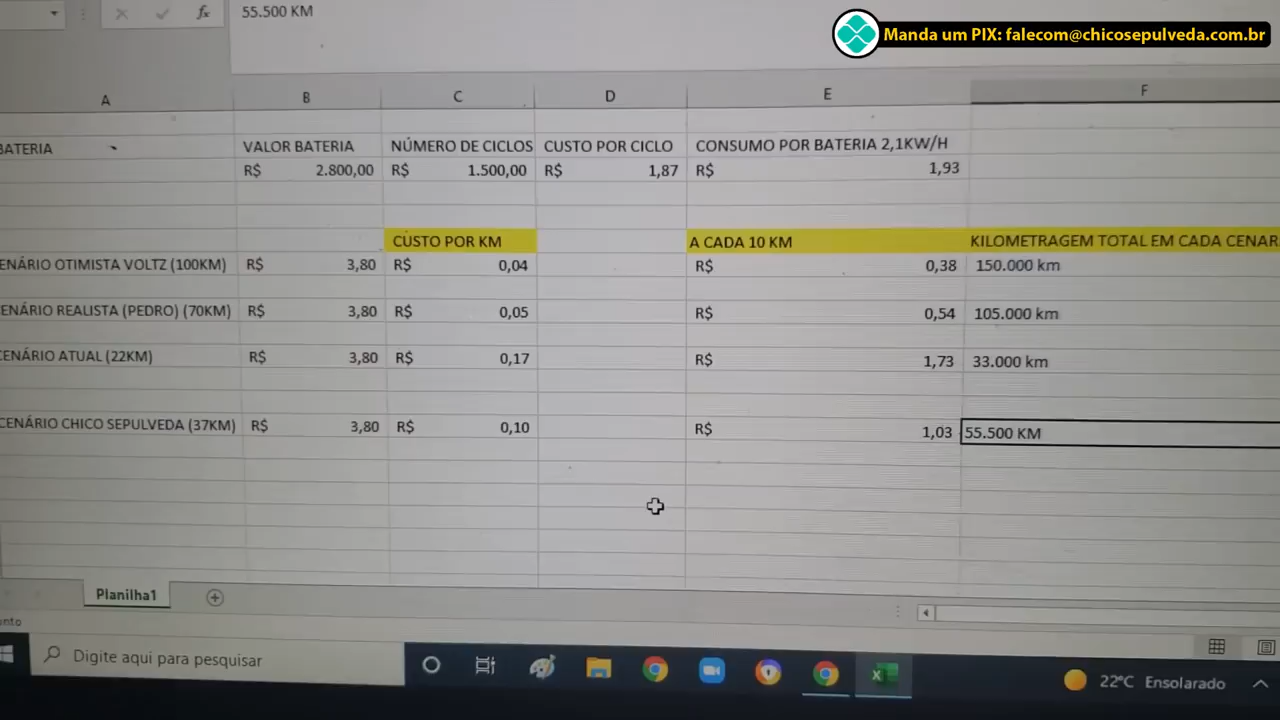 55.500 KM
Manda um PIX: falecom@chicosepulveda.com.br
A B C D E F
BATERIA VALOR BATERIA NÚMERO DE CICLOS CUSTO POR CICLO CONSUMO POR BATERIA 2,1KW/H
R$ 2.800,00 R$ 1.500,00 R$ 1,87 R$ 1,93
CUSTO POR KM A CADA 10 KM KILOMETRAGEM TOTAL EM CADA CENAR
ENÁRIO OTIMISTA VOLTZ (100KM) R$ 3,80 R$ 0,04 R$ 0,38 150.000 km
ENÁRIO REALISTA (PEDRO) (70KM) R$ 3,80 R$ 0,05 R$ 0,54 105.000 km
CENÁRIO ATUAL (22KM) R$ 3,80 R$ 0,17 R$ 1,73 33.000 km
CENÁRIO CHICO SEPULVEDA (37KM) R$ 3,80 R$ 0,10 R$ 1,03 55.500 KM
Planilha1
nto
Digite aqui para pesquisar 22°C Ensolarado